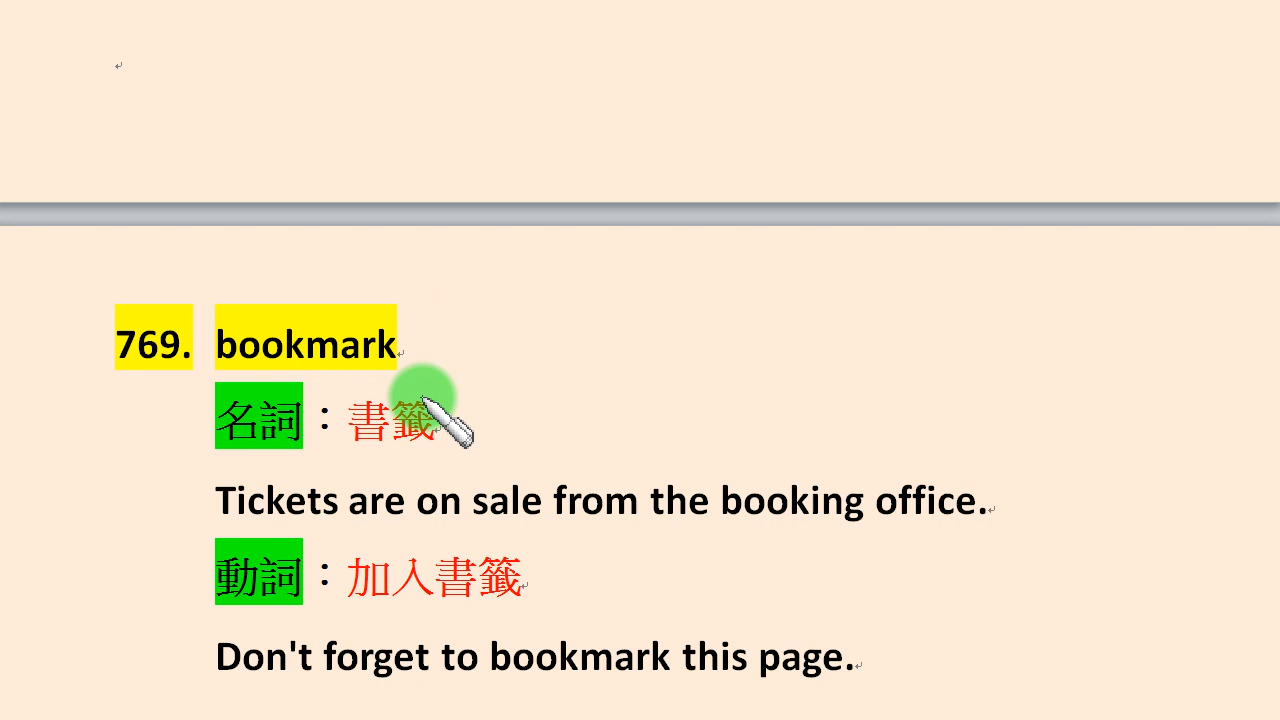 769. bookmark
名詞：書籤
Tickets are on sale from the booking office.
動詞：加入書籤
Don't forget to bookmark this page.